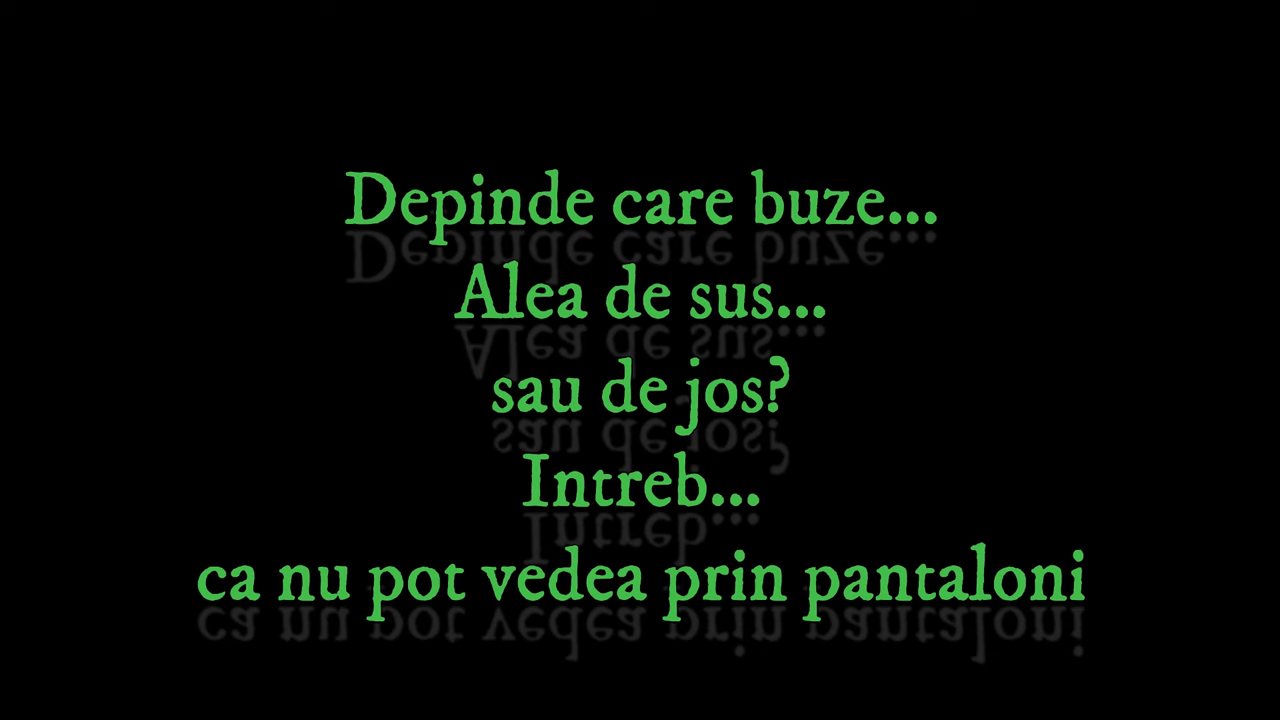 Depinde care buze...
Alea de sus...
sau de jos?
Intreb...
ca nu pot vedea prin pantaloni